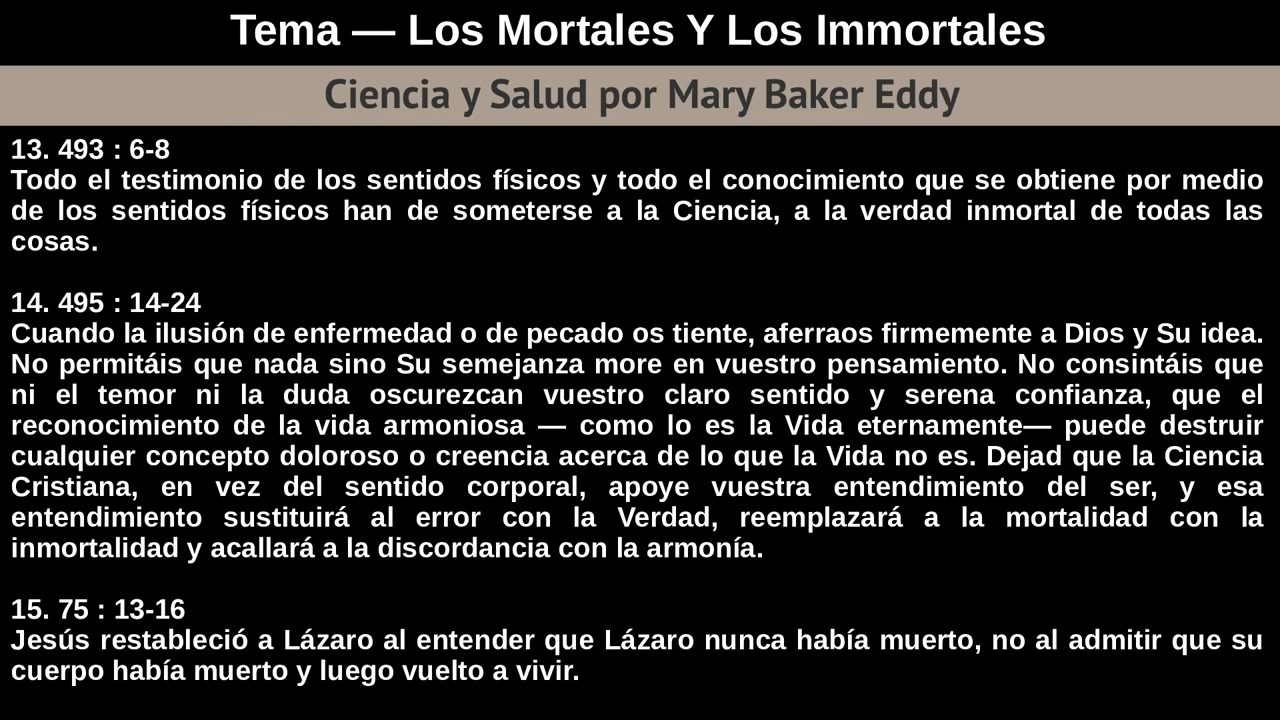 Tema — Los Mortales Y Los Immortales
Ciencia y Salud por Mary Baker Eddy
13. 493 : 6-8
Todo el testimonio de los sentidos físicos y todo el conocimiento que se obtiene por medio
de los sentidos físicos han de someterse a la Ciencia, a la verdad inmortal de todas las
cosas.
14. 495 : 14-24
Cuando la ilusión de enfermedad o de pecado os tiente, aferraos firmemente a Dios y Su idea.
No permitáis que nada sino Su semejanza more en vuestro pensamiento. No consintáis que
ni el temor ni la duda oscurezcan vuestro claro sentido y serena confianza, que el
reconocimiento de la vida armoniosa — como lo es la Vida eternamente— puede destruir
cualquier concepto doloroso o creencia acerca de lo que la Vida no es. Dejad que la Ciencia
Cristiana, en vez del sentido corporal, apoye vuestra entendimiento del ser, y esa
entendimiento sustituirá al error con la Verdad, reemplazará a la mortalidad con la
inmortalidad y acallará a la discordancia con la armonía.
15. 75 : 13-16
Jesús restableció a Lázaro al entender que Lázaro nunca había muerto, no al admitir que su
cuerpo había muerto y luego vuelto a vivir.